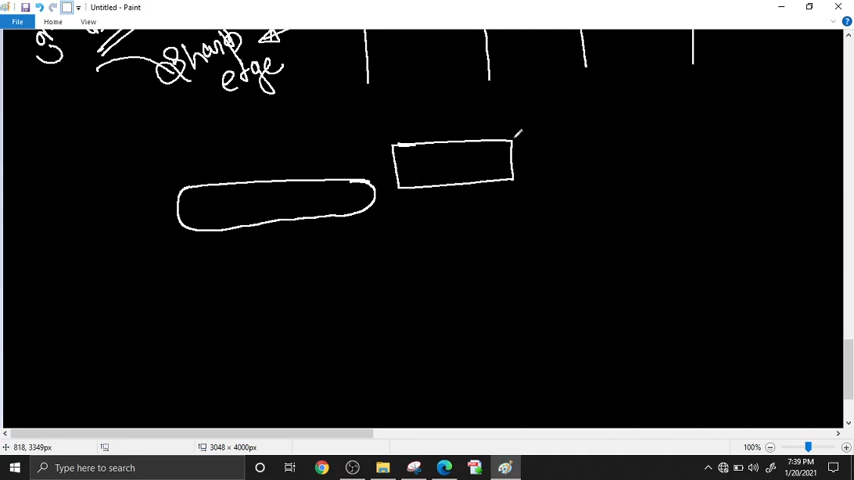 Untitled - Paint
File Home View
Sharp
edge
818, 3349px 3048 × 4000px 100%
Type here to search
7:39 PM
1/20/2021